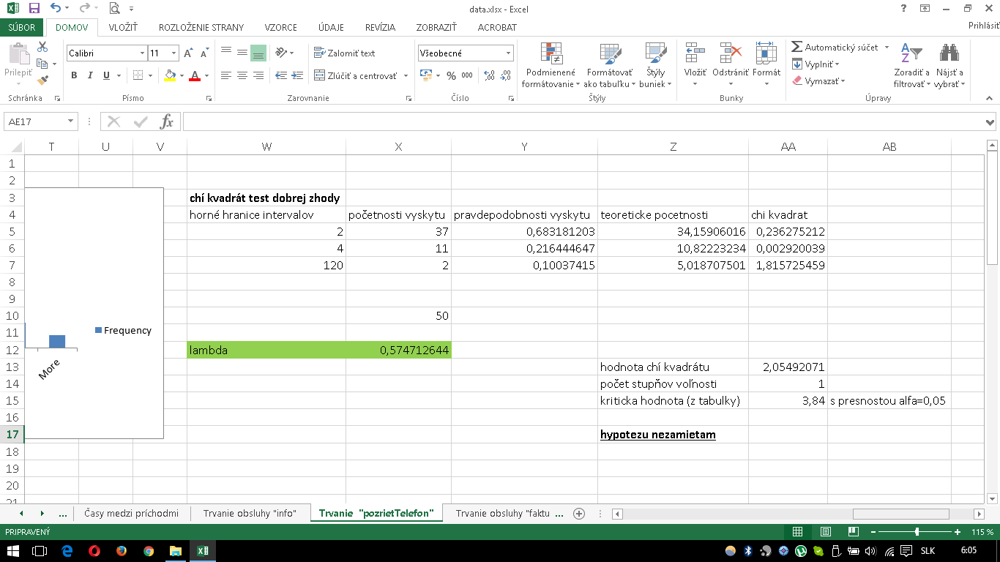 data.xlsx - Excel
SÚBOR DOMOV VLOŽIŤ ROZLOŽENIE STRANY VZORCE ÚDAJE REVÍZIA ZOBRAZIŤ ACROBAT Prihlásiť
Prilepiť
Calibri 11
B I U
Zalomiť text
Zlúčiť a centrovať
Všeobecné
% 000
Podmienené formátovanie
Formátovať ako tabuľku
Štýly buniek
Vložiť Odstrániť Formát
Automatický súčet
Vyplniť
Vymazať
Zoradiť a filtrovať
Nájsť a vybrať
Schránka Písmo Zarovnanie Číslo Štýly Bunky Úpravy
AE17 fx
T U V W X Y Z AA AB
1
2
3 chí kvadrát test dobrej zhody
4 horné hranice intervalov početnosti vyskytu pravdepodobnosti vyskytu teoreticke pocetnosti chi kvadrat
5 2 37 0,683181203 34,15906016 0,236275212
6 4 11 0,216444647 10,82223234 0,002920039
7 120 2 0,10037415 5,018707501 1,815725459
8
9
10 50
11 Frequency
12 lambda 0,574712644
13 More hodnota chí kvadrátu 2,05492071
14 počet stupňov voľnosti 1
15 kriticka hodnota (z tabulky) 3,84 s presnostou alfa=0,05
16
17 hypotezu nezamietam
18
19
20
21
... Časy medzi príchodmi Trvanie obsluhy "info" Trvanie "pozrietTelefon" Trvanie obsluhy "faktu ...
PRIPRAVENÝ 115 %
SLK 6:05